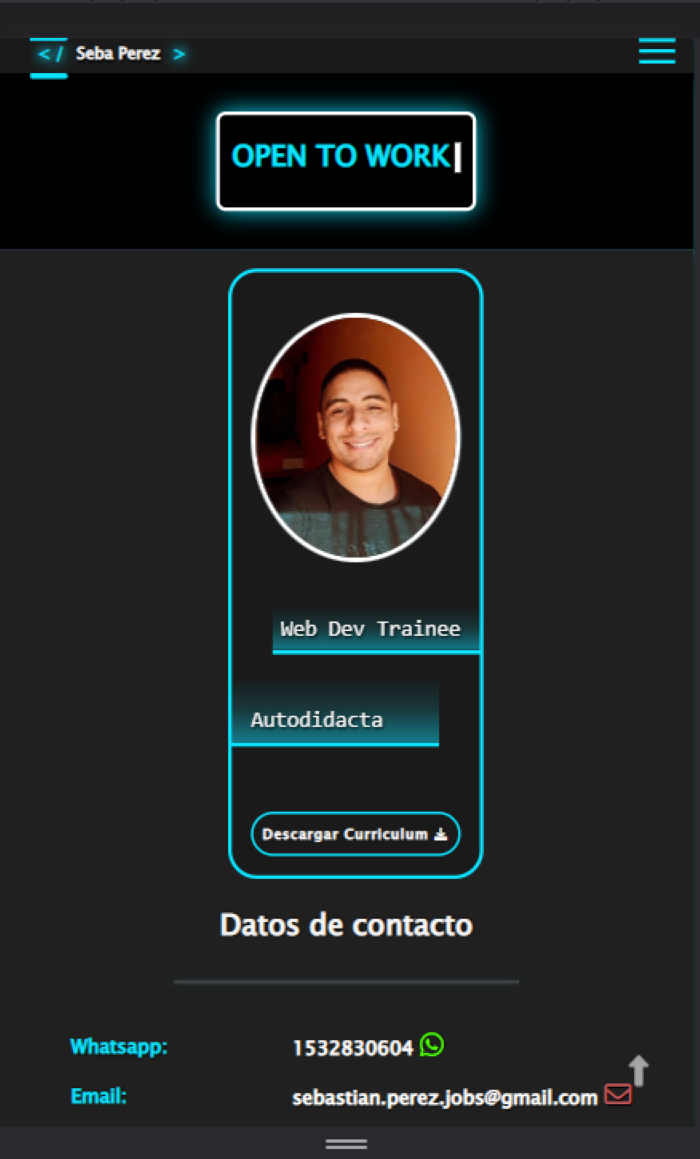 </ Seba Perez >
OPEN TO WORK
Web Dev Trainee
Autodidacta
Descargar Curriculum
Datos de contacto
Whatsapp: 1532830604
Email: sebastian.perez.jobs@gmail.com